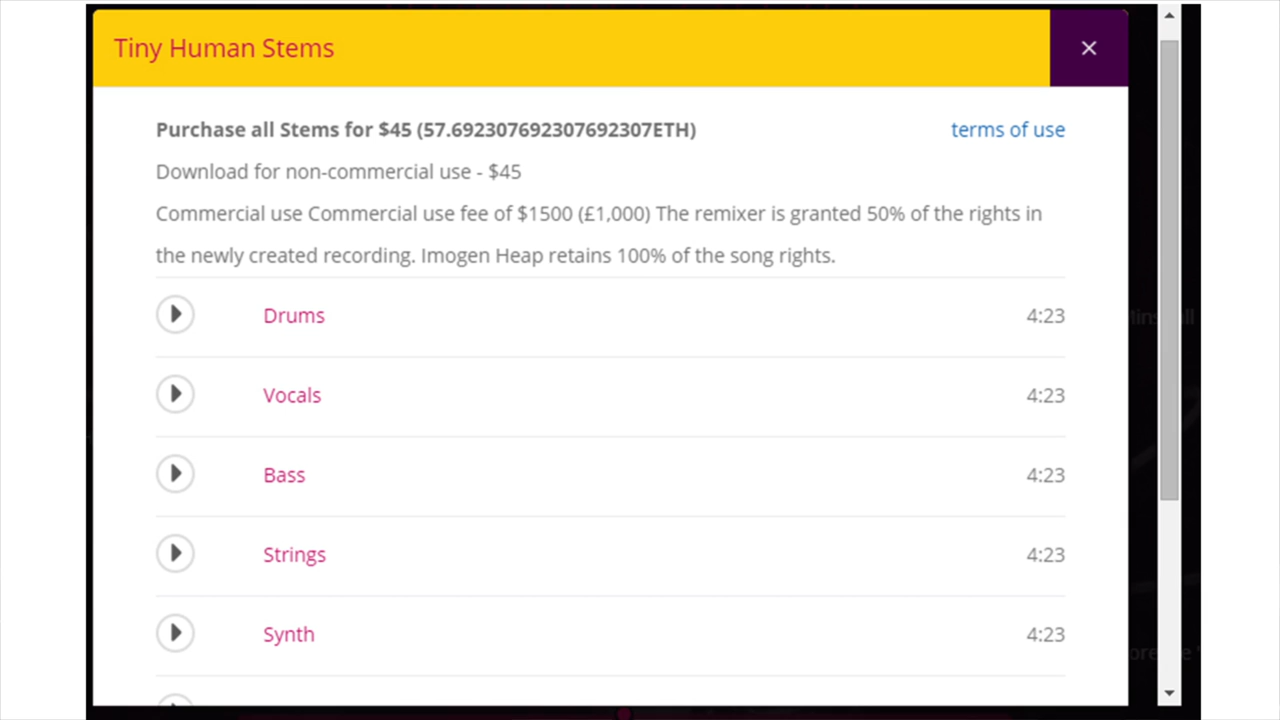 Tiny Human Stems
Purchase all Stems for $45 (57.692307692307692307ETH)
terms of use
Download for non-commercial use - $45
Commercial use Commercial use fee of $1500 (£1,000) The remixer is granted 50% of the rights in
the newly created recording. Imogen Heap retains 100% of the song rights.
Drums 4:23
Vocals 4:23
Bass 4:23
Strings 4:23
Synth 4:23